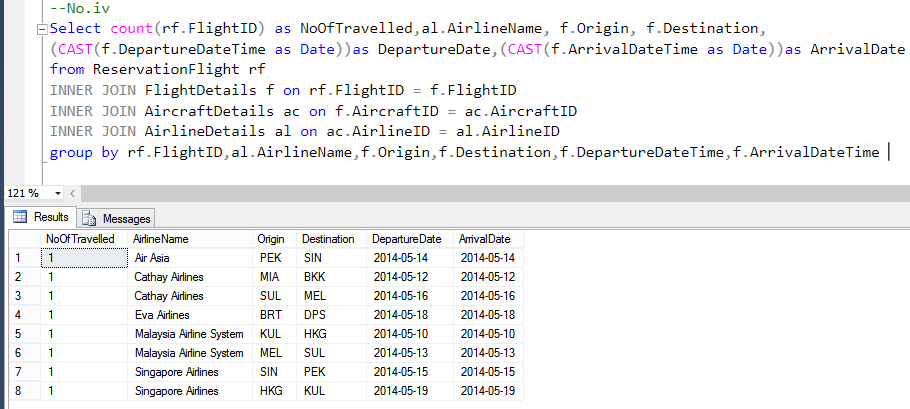 --No.iv
Select count(rf.FlightID) as NoOfTravelled,al.AirlineName, f.Origin, f.Destination,
(CAST(f.DepartureDateTime as Date))as DepartureDate,(CAST(f.ArrivalDateTime as Date))as ArrivalDate
from ReservationFlight rf
INNER JOIN FlightDetails f on rf.FlightID = f.FlightID
INNER JOIN AircraftDetails ac on f.AircraftID = ac.AircraftID
INNER JOIN AirlineDetails al on ac.AirlineID = al.AirlineID
group by rf.FlightID,al.AirlineName,f.Origin,f.Destination,f.DepartureDateTime,f.ArrivalDateTime
121 %
Results Messages
NoOfTravelled AirlineName Origin Destination DepartureDate ArrivalDate
1 1 Air Asia PEK SIN 2014-05-14 2014-05-14
2 1 Cathay Airlines MIA BKK 2014-05-12 2014-05-12
3 1 Cathay Airlines SUL MEL 2014-05-16 2014-05-16
4 1 Eva Airlines BRT DPS 2014-05-18 2014-05-18
5 1 Malaysia Airline System KUL HKG 2014-05-10 2014-05-10
6 1 Malaysia Airline System MEL SUL 2014-05-13 2014-05-13
7 1 Singapore Airlines SIN PEK 2014-05-15 2014-05-15
8 1 Singapore Airlines HKG KUL 2014-05-19 2014-05-19